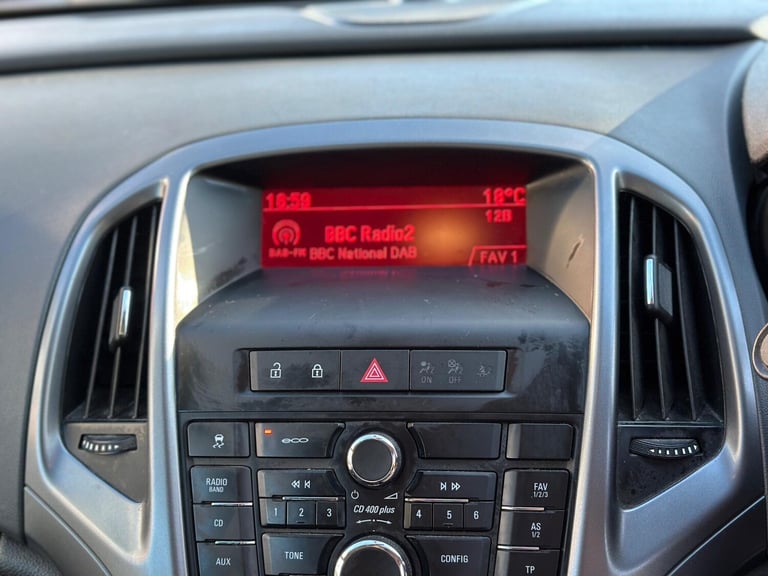 18:59 18°C
12B
BBC Radio2
DAB-FM BBC National DAB FAV 1
ON OFF
eco
RADIO BAND FAV 1/2/3
1 2 3 CD 400 plus 4 5 6
CD AS 1/2
AUX TONE CONFIG TP